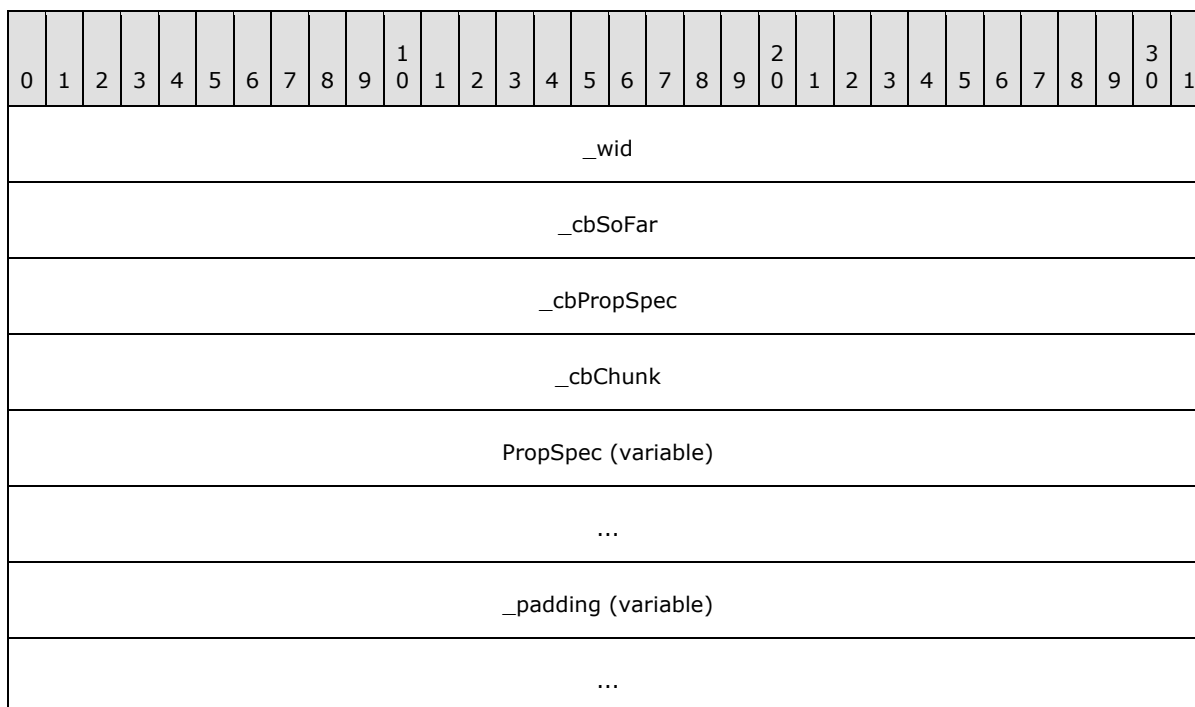 0 1 2 3 4 5 6 7 8 9 1 0 1 2 3 4 5 6 7 8 9 2 0 1 2 3 4 5 6 7 8 9 3 0 1
_wid
_cbSoFar
_cbPropSpec
_cbChunk
PropSpec (variable)
...
_padding (variable)
...